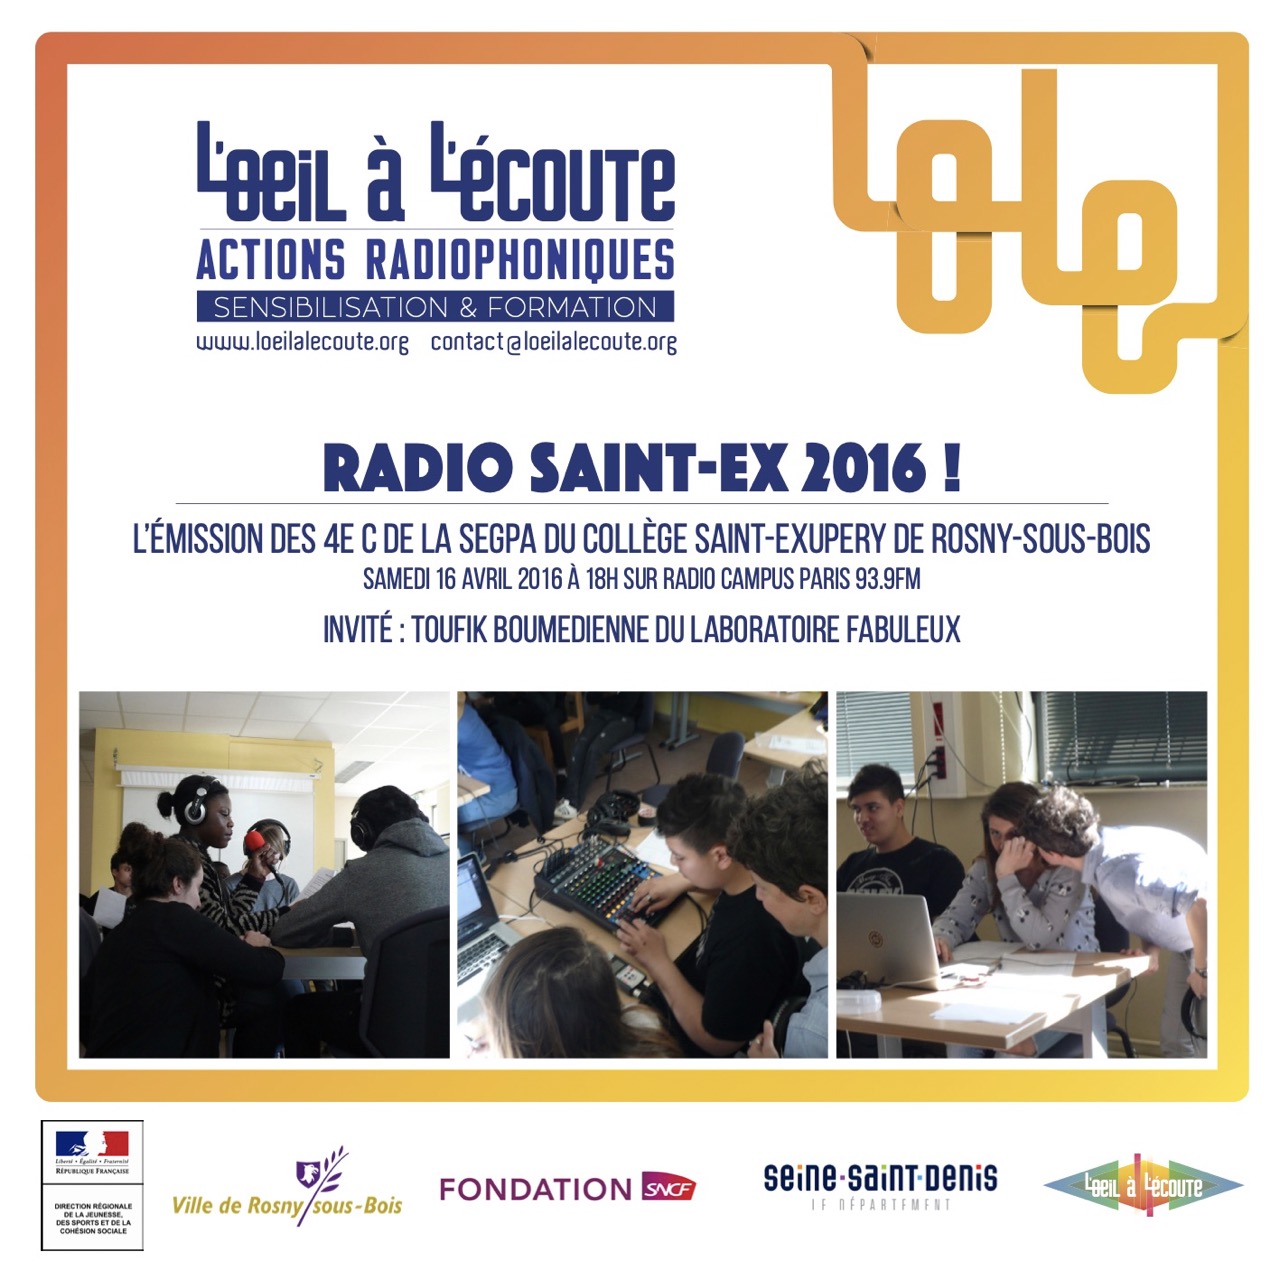 L'oeil à L'écoute
ACTIONS RADIOPHONIQUES
SENSIBILISATION & FORMATION
www.loeilalecoute.org contact@loeilalecoute.org
RADIO SAINT-EX 2016 !
L'ÉMISSION DES 4E C DE LA SEGPA DU COLLÈGE SAINT-EXUPERY DE ROSNY-SOUS-BOIS
SAMEDI 16 AVRIL 2016 À 18H SUR RADIO CAMPUS PARIS 93.9FM
INVITÉ : TOUFIK BOUMEDIENNE DU LABORATOIRE FABULEUX
Liberté • Égalité • Fraternité
RÉPUBLIQUE FRANÇAISE
DIRECTION RÉGIONALE
DE LA JEUNESSE,
DES SPORTS ET DE LA
COHÉSION SOCIALE
Ville de Rosny sous-Bois
FONDATION SNCF
seine-saint-denis
LE DÉPARTEMENT
L'oeil à L'écoute